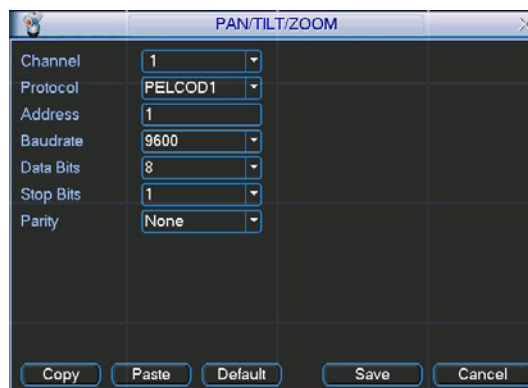 PAN/TILT/ZOOM
Channel 1
Protocol PELCOD1
Address 1
Baudrate 9600
Data Bits 8
Stop Bits 1
Parity None
Copy Paste Default Save Cancel